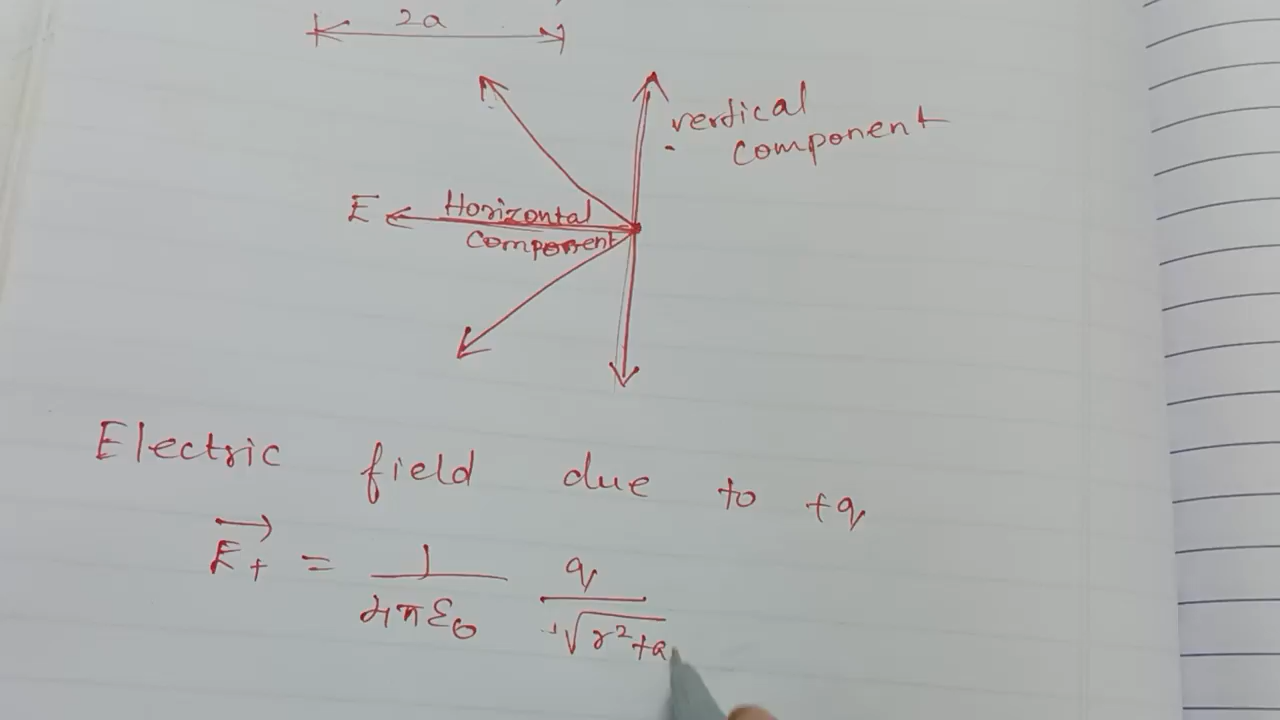 2a
vertical
component
E Horizontal
component
Electric field due to +q
E⃗₊ = 1/4πε₀ q/√r²+a